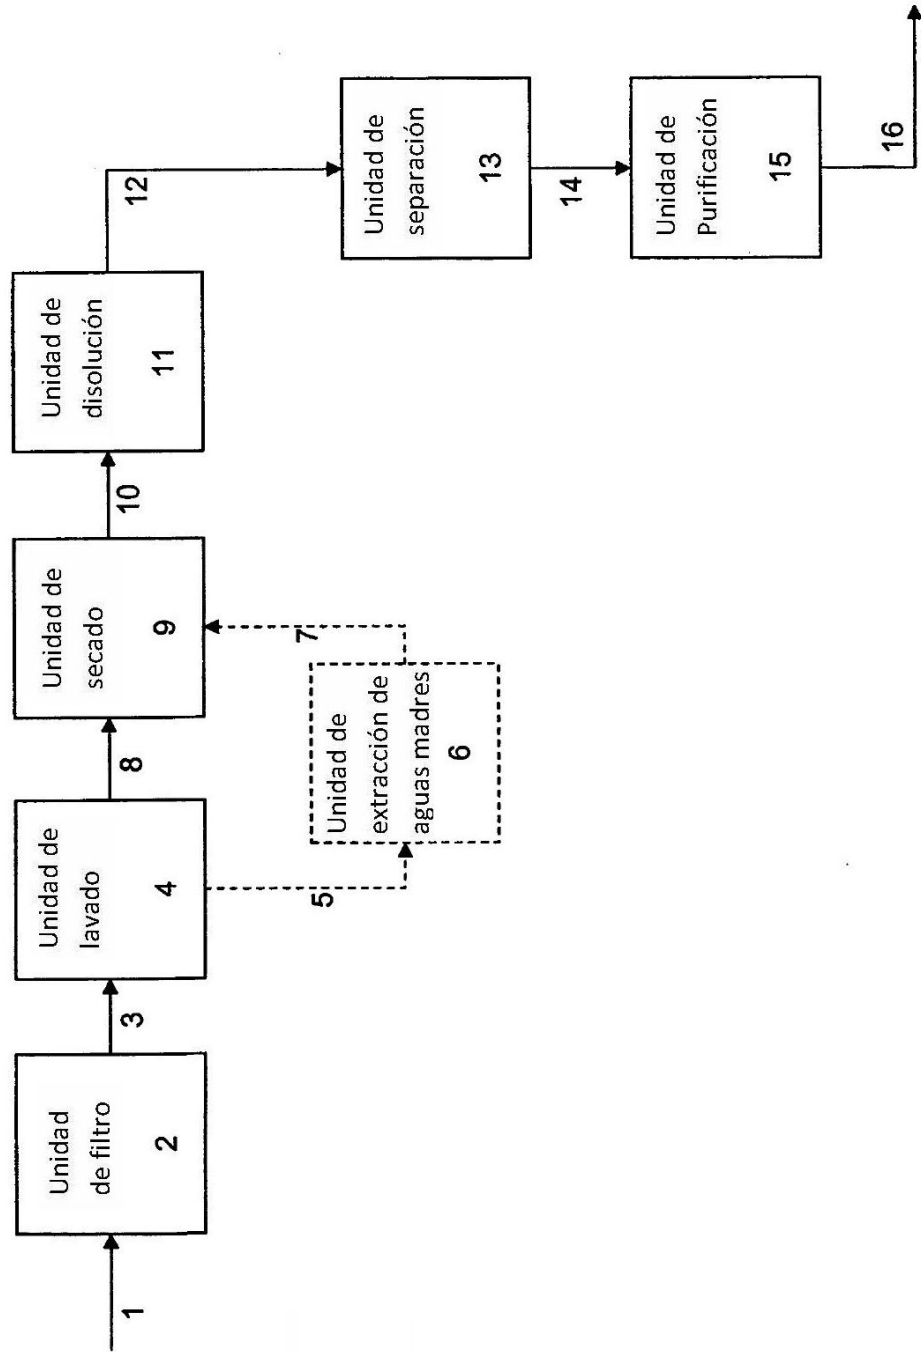 1
Unidad
de filtro
2
3
Unidad de
lavado
4
5
Unidad de
extracción de
aguas madres
6
7
8
Unidad de
secado
9
10
Unidad de
disolución
11
12
Unidad de
separación
13
14
Unidad de
Purificación
15
16